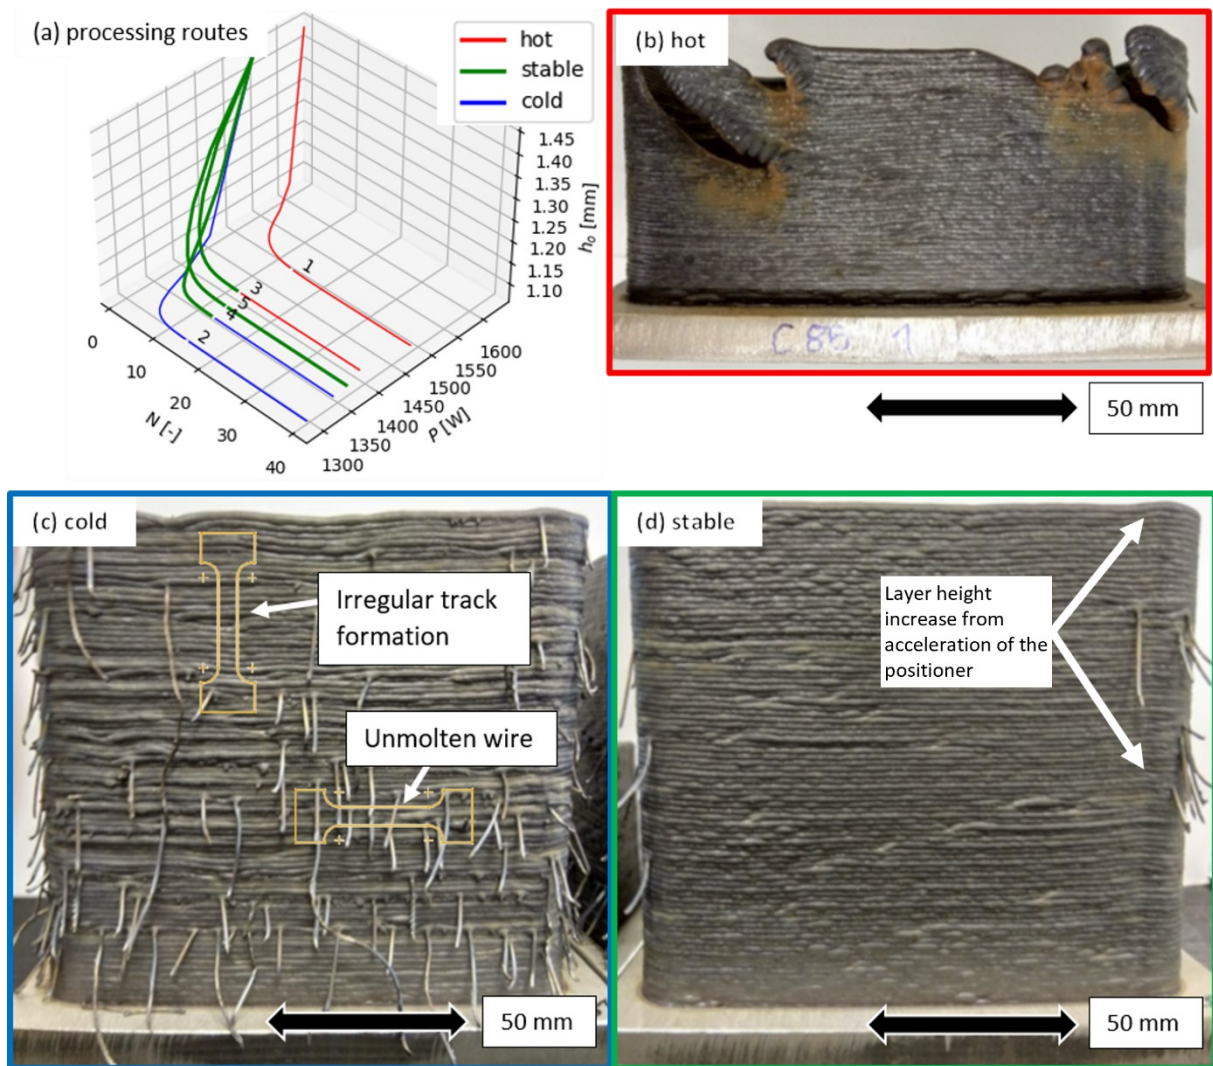 (a) processing routes
hot
stable
cold
1
3
5
4
2
1.45
1.40
1.35
1.30
1.25
1.20
1.15
1.10
h₀ [mm]
0
10
20
30
40
N [-]
1300
1350
1400
1450
1500
1550
1600
P [W]
(b) hot
C 85 1
50 mm
(c) cold
Irregular track
formation
Unmolten wire
50 mm
(d) stable
Layer height
increase from
acceleration of the
positioner
50 mm